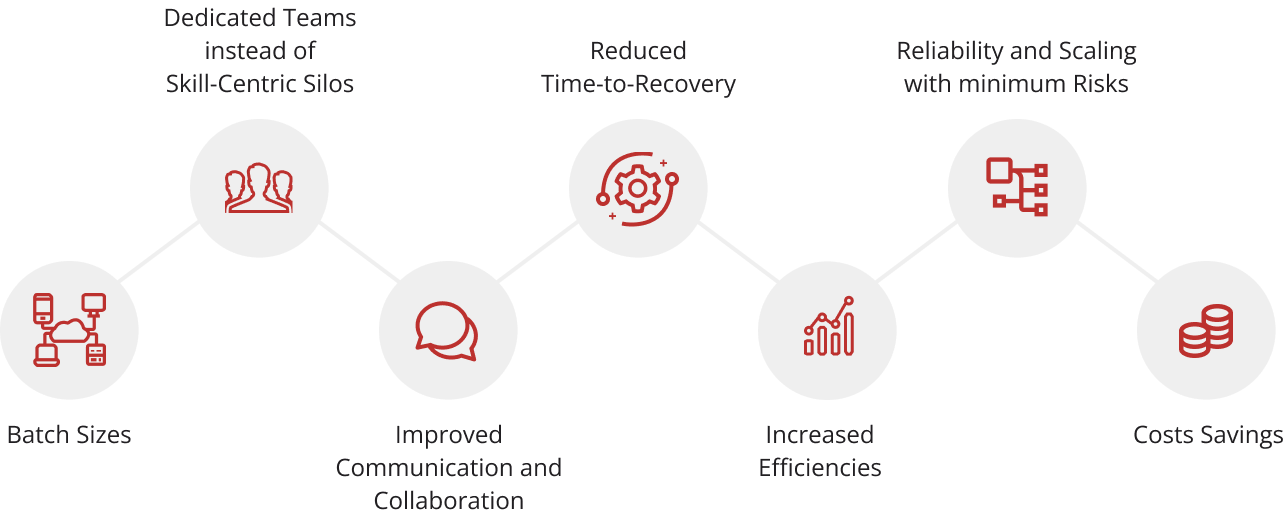 Batch Sizes
Dedicated Teams
instead of
Skill-Centric Silos
Improved
Communication and
Collaboration
Reduced
Time-to-Recovery
Increased
Efficiencies
Reliability and Scaling
with minimum Risks
Costs Savings